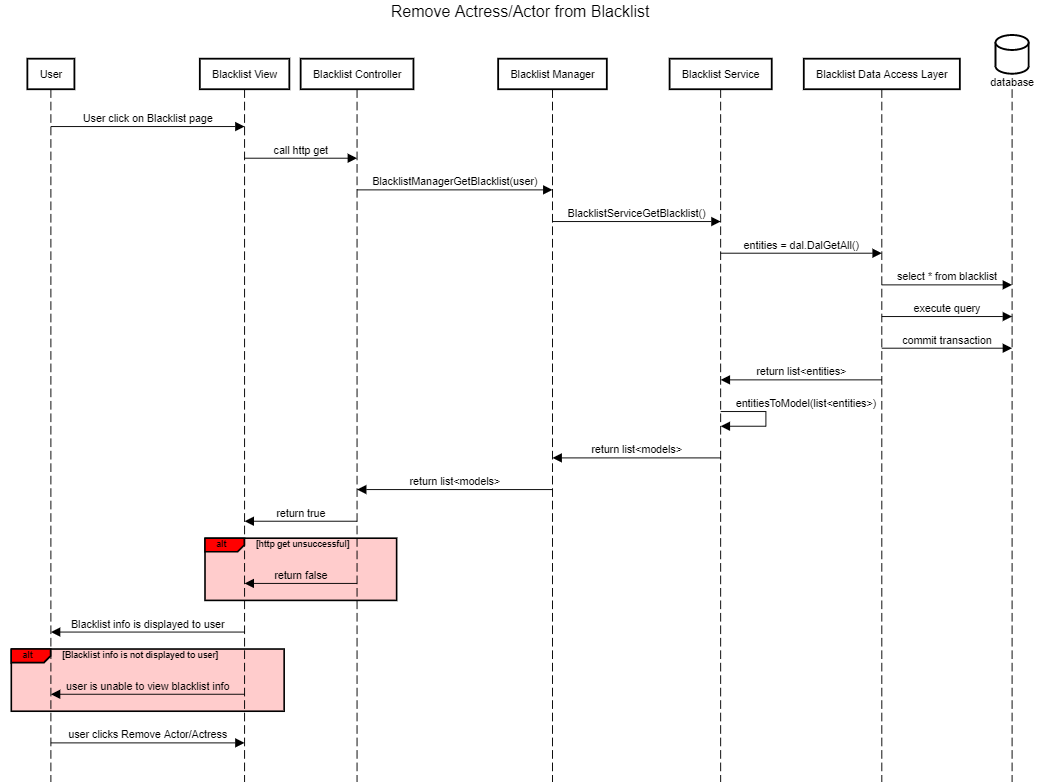 Remove Actress/Actor from Blacklist
User
Blacklist View
Blacklist Controller
Blacklist Manager
Blacklist Service
Blacklist Data Access Layer
database
User click on Blacklist page
call http get
BlacklistManagerGetBlacklist(user)
BlacklistServiceGetBlacklist()
entities = dal.DalGetAll()
select * from blacklist
execute query
commit transaction
return list<entities>
entitiesToModel(list<entities>)
return list<models>
return list<models>
return true
alt [http get unsuccessful]
return false
Blacklist info is displayed to user
alt [Blacklist info is not displayed to user]
user is unable to view blacklist info
user clicks Remove Actor/Actress